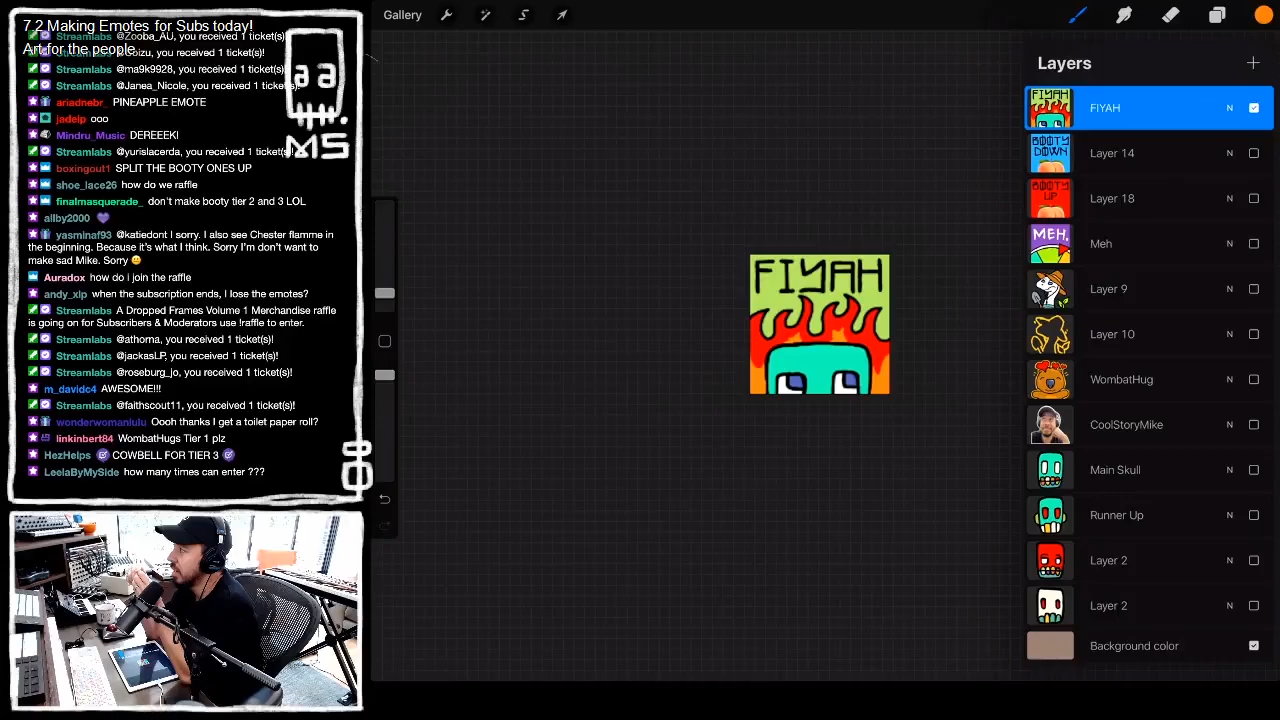 7.2 Making Emotes for Subs today!
Art for the people
Streamlabs @Zooba_AU, you received 1 ticket(s)!
Streamlabs @ma9k9928, you received 1 ticket(s)!
Streamlabs @Janea_Nicole, you received 1 ticket(s)!
ariadnebr_ PINEAPPLE EMOTE
jadeip ooo
Mindru_Music DEREEEK!
Streamlabs @yurislacerda, you received 1 ticket(s)!
boxingout1 SPLIT THE BOOTY ONES UP
shoe_lace26 how do we raffle
finalmasquerade_ don't make booty tier 2 and 3 LOL
allby2000
yasminaf93 @katiedont I sorry. I also see Chester flamme in
the beginning. Because it's what I think. Sorry I'm don't want to
make sad Mike. Sorry
Auradox how do i join the raffle
andy_xlp when the subscription ends, I lose the emotes?
Streamlabs A Dropped Frames Volume 1 Merchandise raffle
is going on for Subscribers & Moderators use !raffle to enter.
Streamlabs @athoma, you received 1 ticket(s)!
Streamlabs @jackasLP, you received 1 ticket(s)!
Streamlabs @roseburg_jo, you received 1 ticket(s)!
m_davidc4 AWESOME!!!
Streamlabs @faithscout11, you received 1 ticket(s)!
wonderwomanlulu Oooh thanks I get a toilet paper roll?
linkinbert84 WombatHugs Tier 1 plz
HezHelps COWBELL FOR TIER 3
LeelaByMySide how many times can enter ???
MS
Gallery
FIYAH
Layers
FIYAH
FIYAH N
BOOTY
DOWN
Layer 14 N
BOOTY
UP
Layer 18 N
MEH.
Meh N
Layer 9 N
Layer 10 N
WombatHug N
CoolStoryMike N
Main Skull N
Runner Up N
Layer 2 N
Layer 2 N
Background color